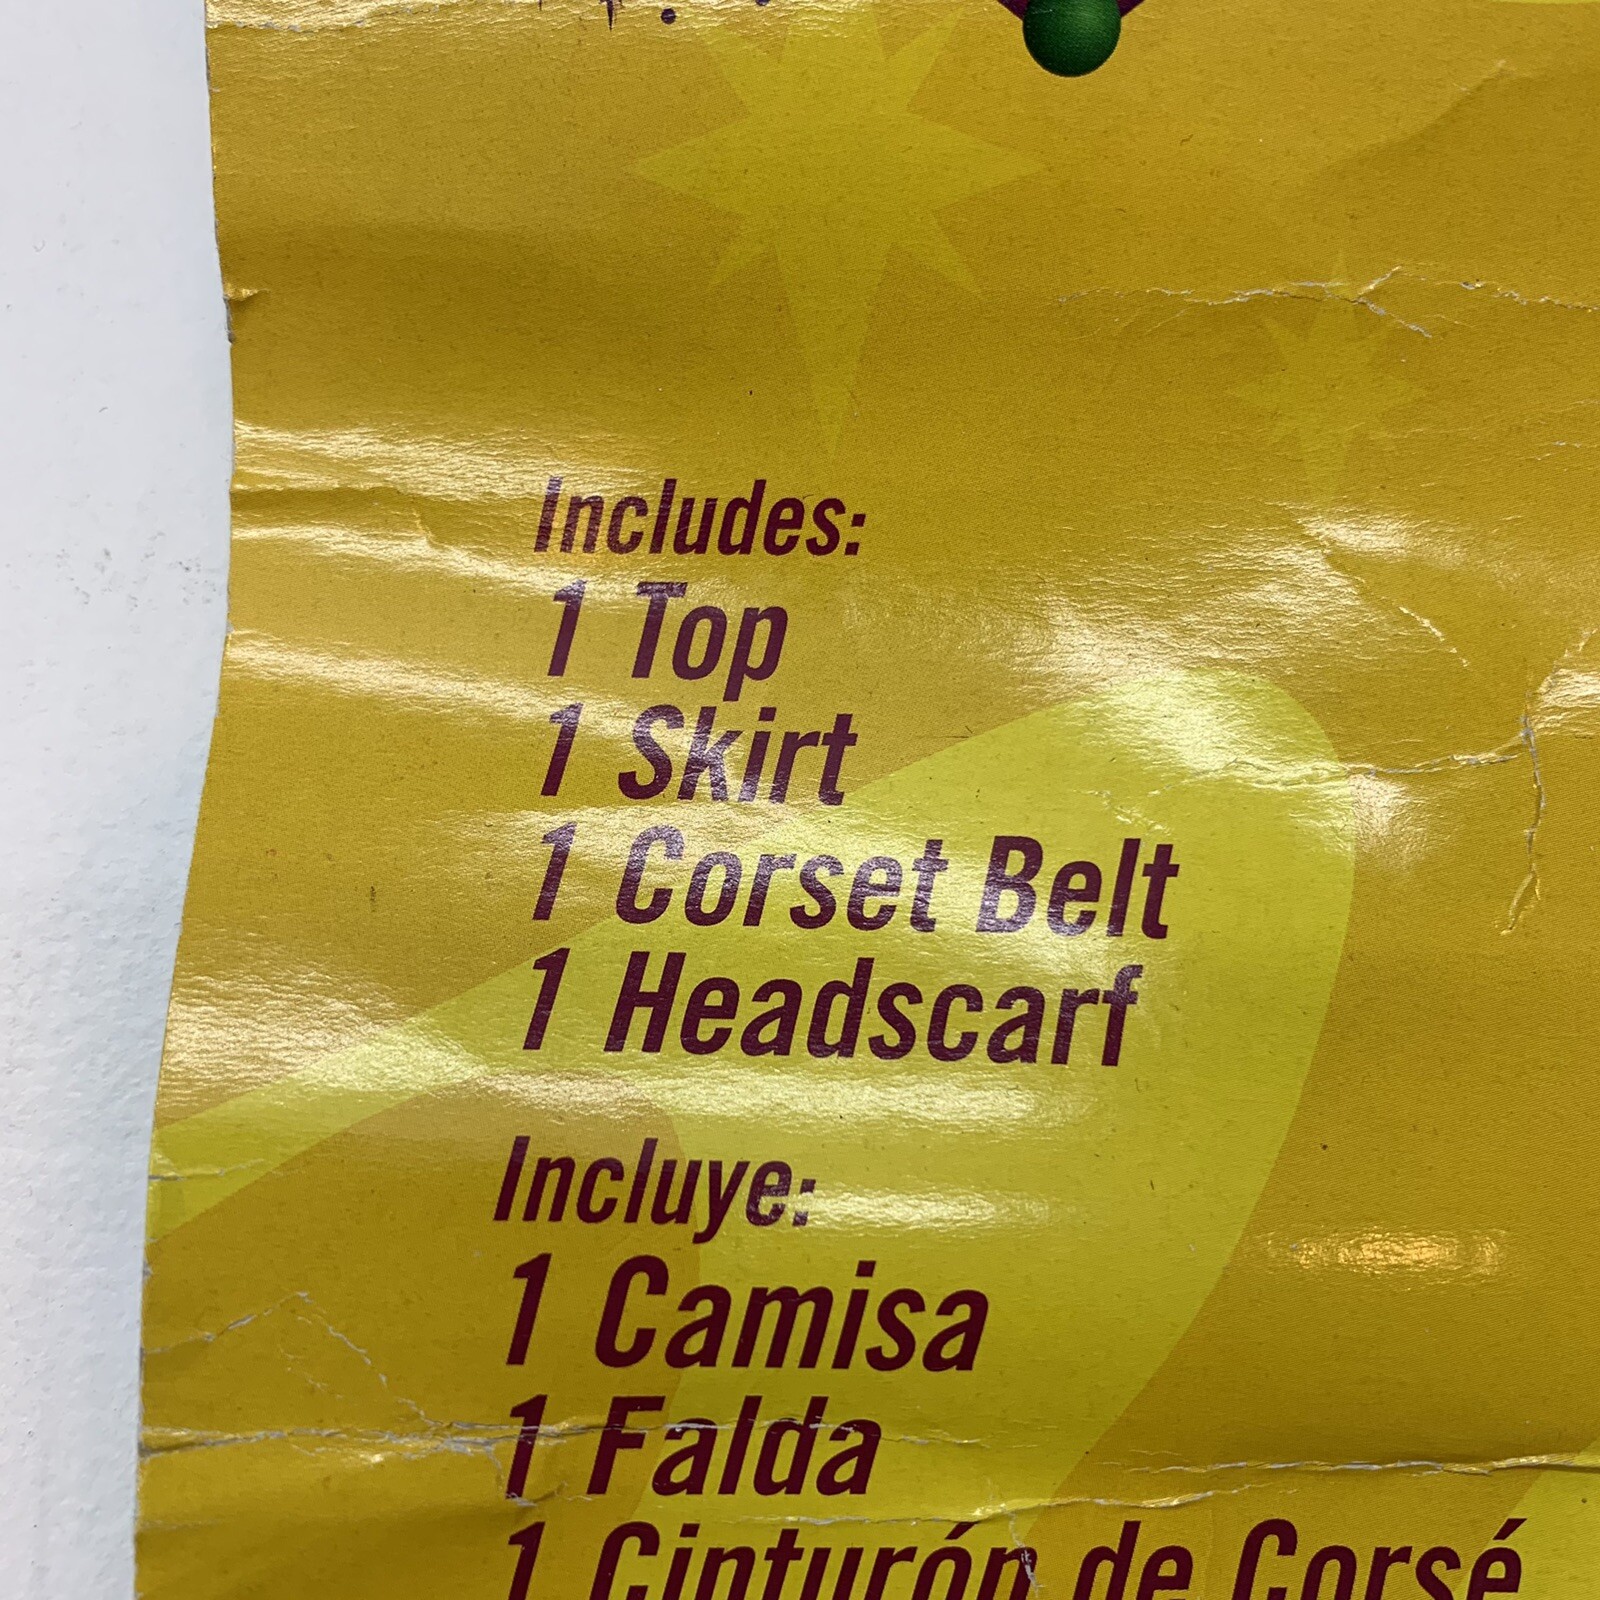 Includes:
1 Top
1 Skirt
1 Corset Belt
1 Headscarf
Incluye:
1 Camisa
1 Falda
1 Cinturón de Corsé